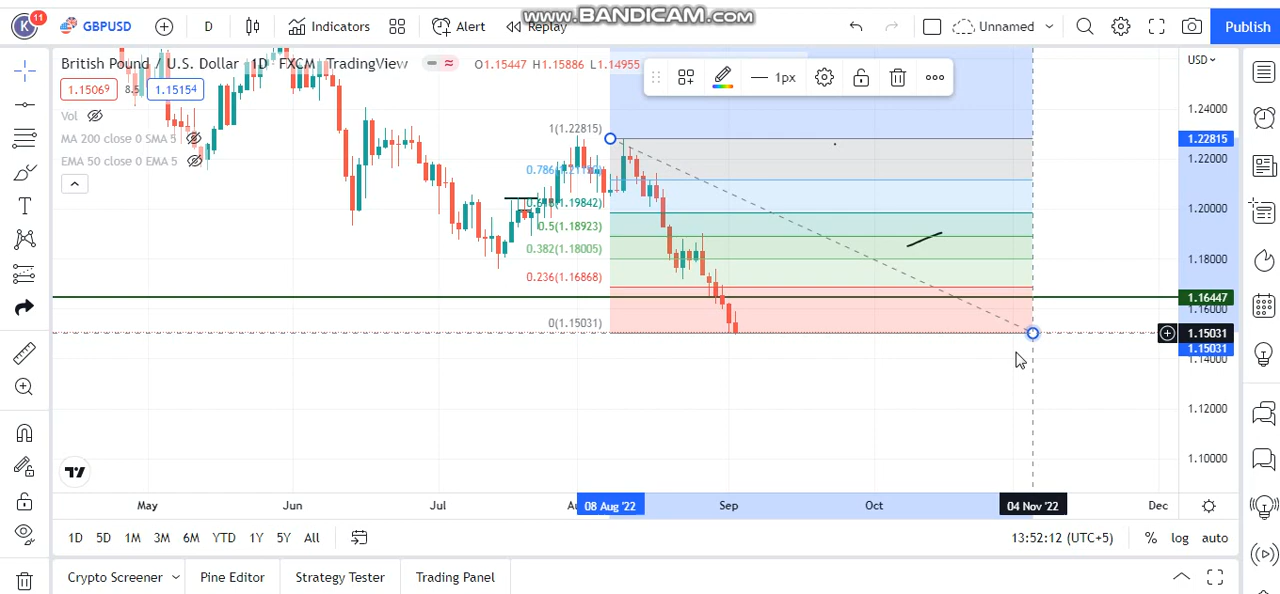 www.BANDICAM.com
K 11 GBPUSD D Indicators Alert Replay Unnamed Publish
British Pound / U.S. Dollar · 1D · FXCM · TradingView O1.15447 H1.15886 L1.14955
USD
1.15069 8.5 1.15154
1px
Vol
MA 200 close 0 SMA 5
EMA 50 close 0 EMA 5
1(1.22815)
0.618(1.19842)
0.5(1.18923)
0.382(1.18005)
0.236(1.16868)
0(1.15031)
1.24000
1.22815
1.22000
1.20000
1.18000
1.16447
1.16000
1.15031
1.15031
1.14000
1.12000
1.10000
May Jun Jul 08 Aug '22 Sep Oct 04 Nov '22 Dec
1D 5D 1M 3M 6M YTD 1Y 5Y All 13:52:12 (UTC+5) % log auto
Crypto Screener Pine Editor Strategy Tester Trading Panel